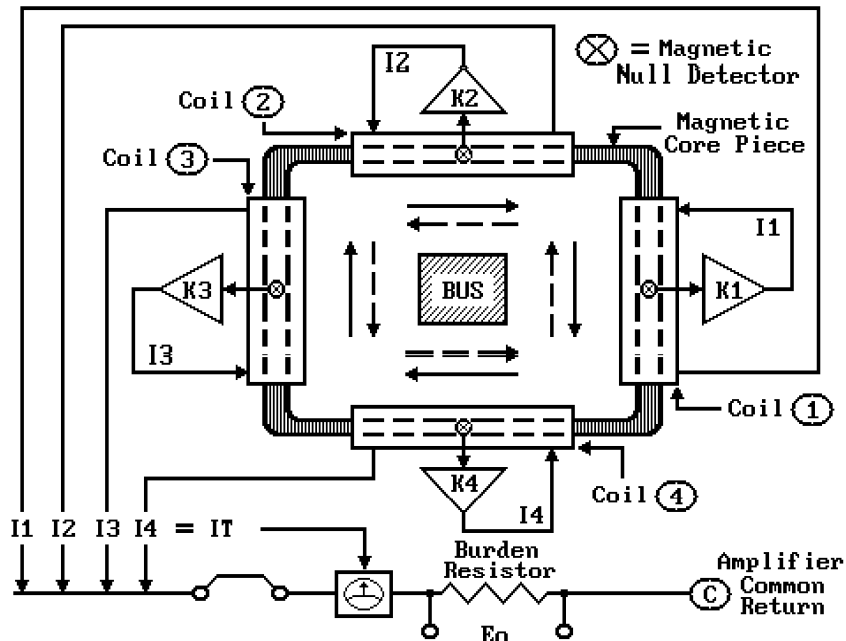 ⊗ = Magnetic
Null Detector
I2
K2
Coil 2
Magnetic
Core Piece
Coil 3
I1
K3
BUS
K1
I3
Coil 1
K4
Coil 4
I4
I1 I2 I3 I4 = IT
Burden
Resistor
Amplifier
C Common
Return
Eo